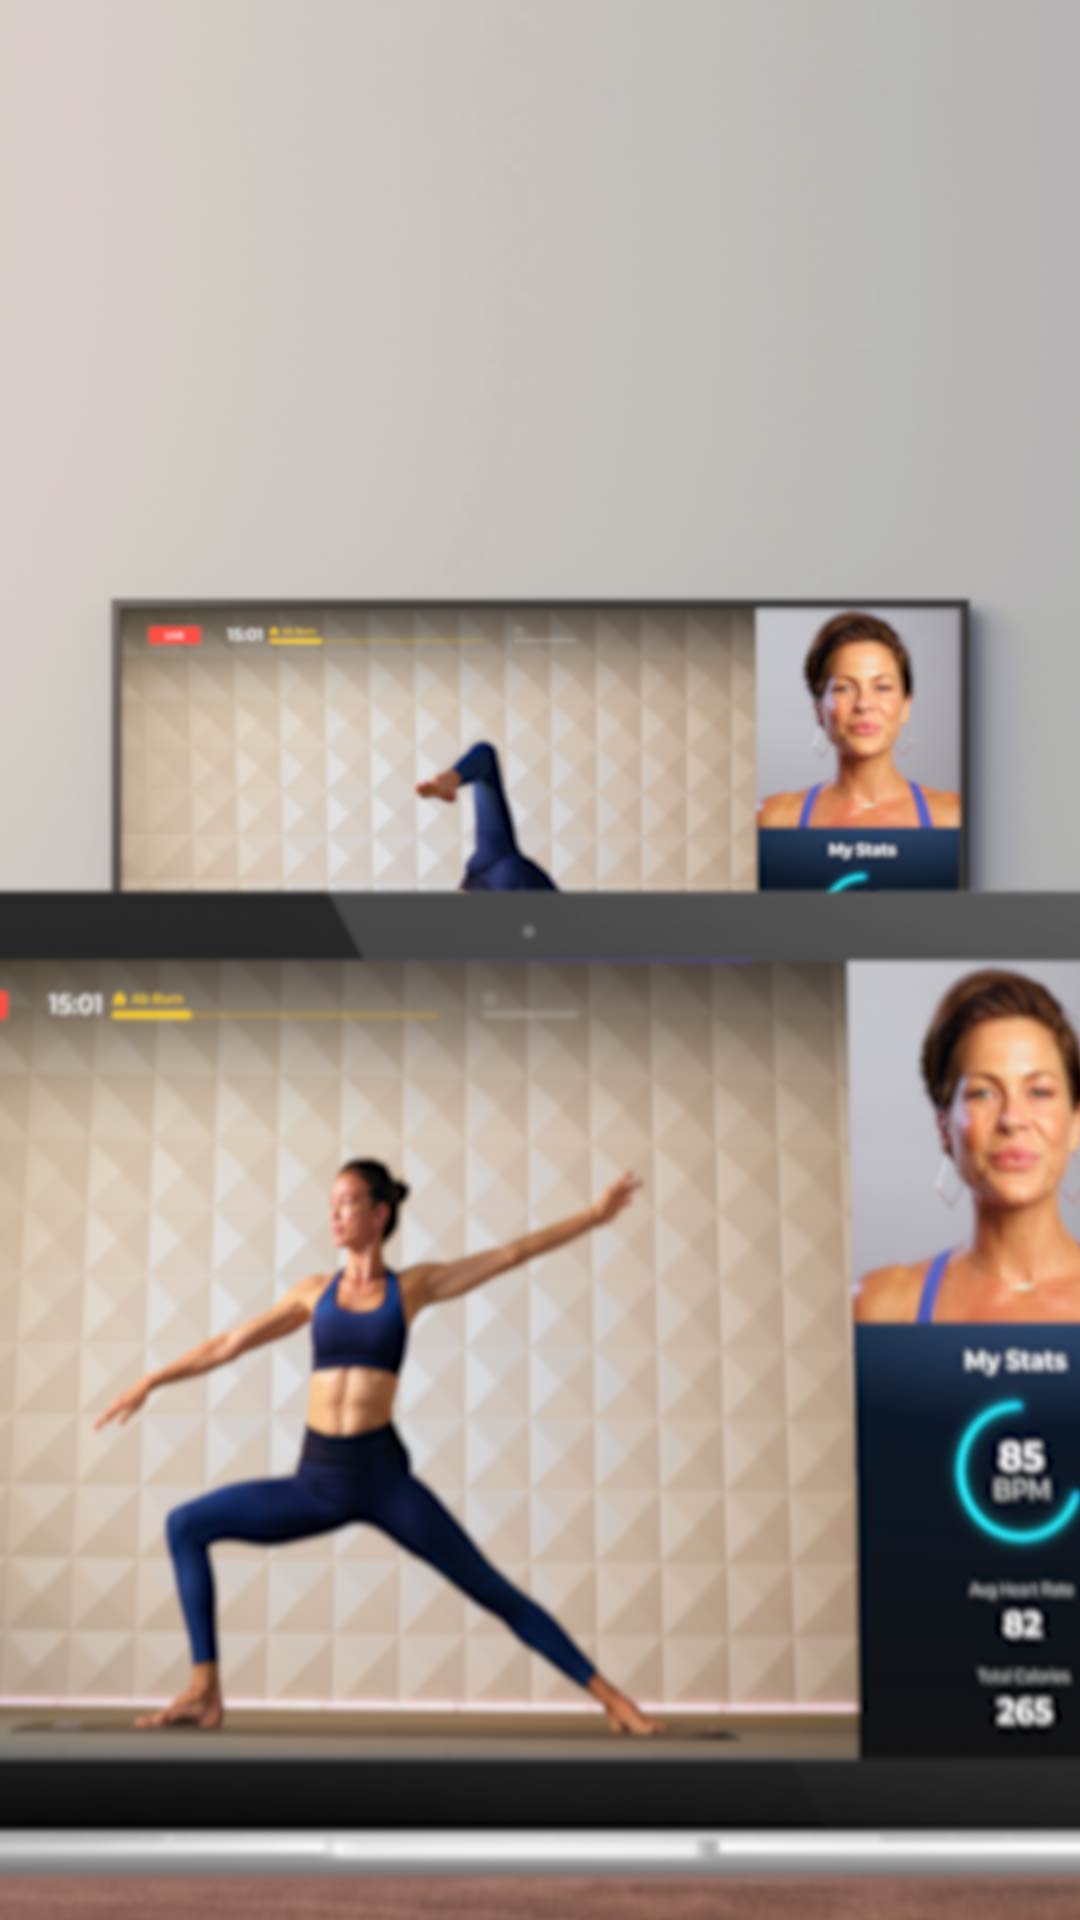 LIVE
15:01 Ab Burn
My Stats
15:01 Ab Burn
My Stats
85
BPM
Avg Heart Rate
82
Total Calories
265